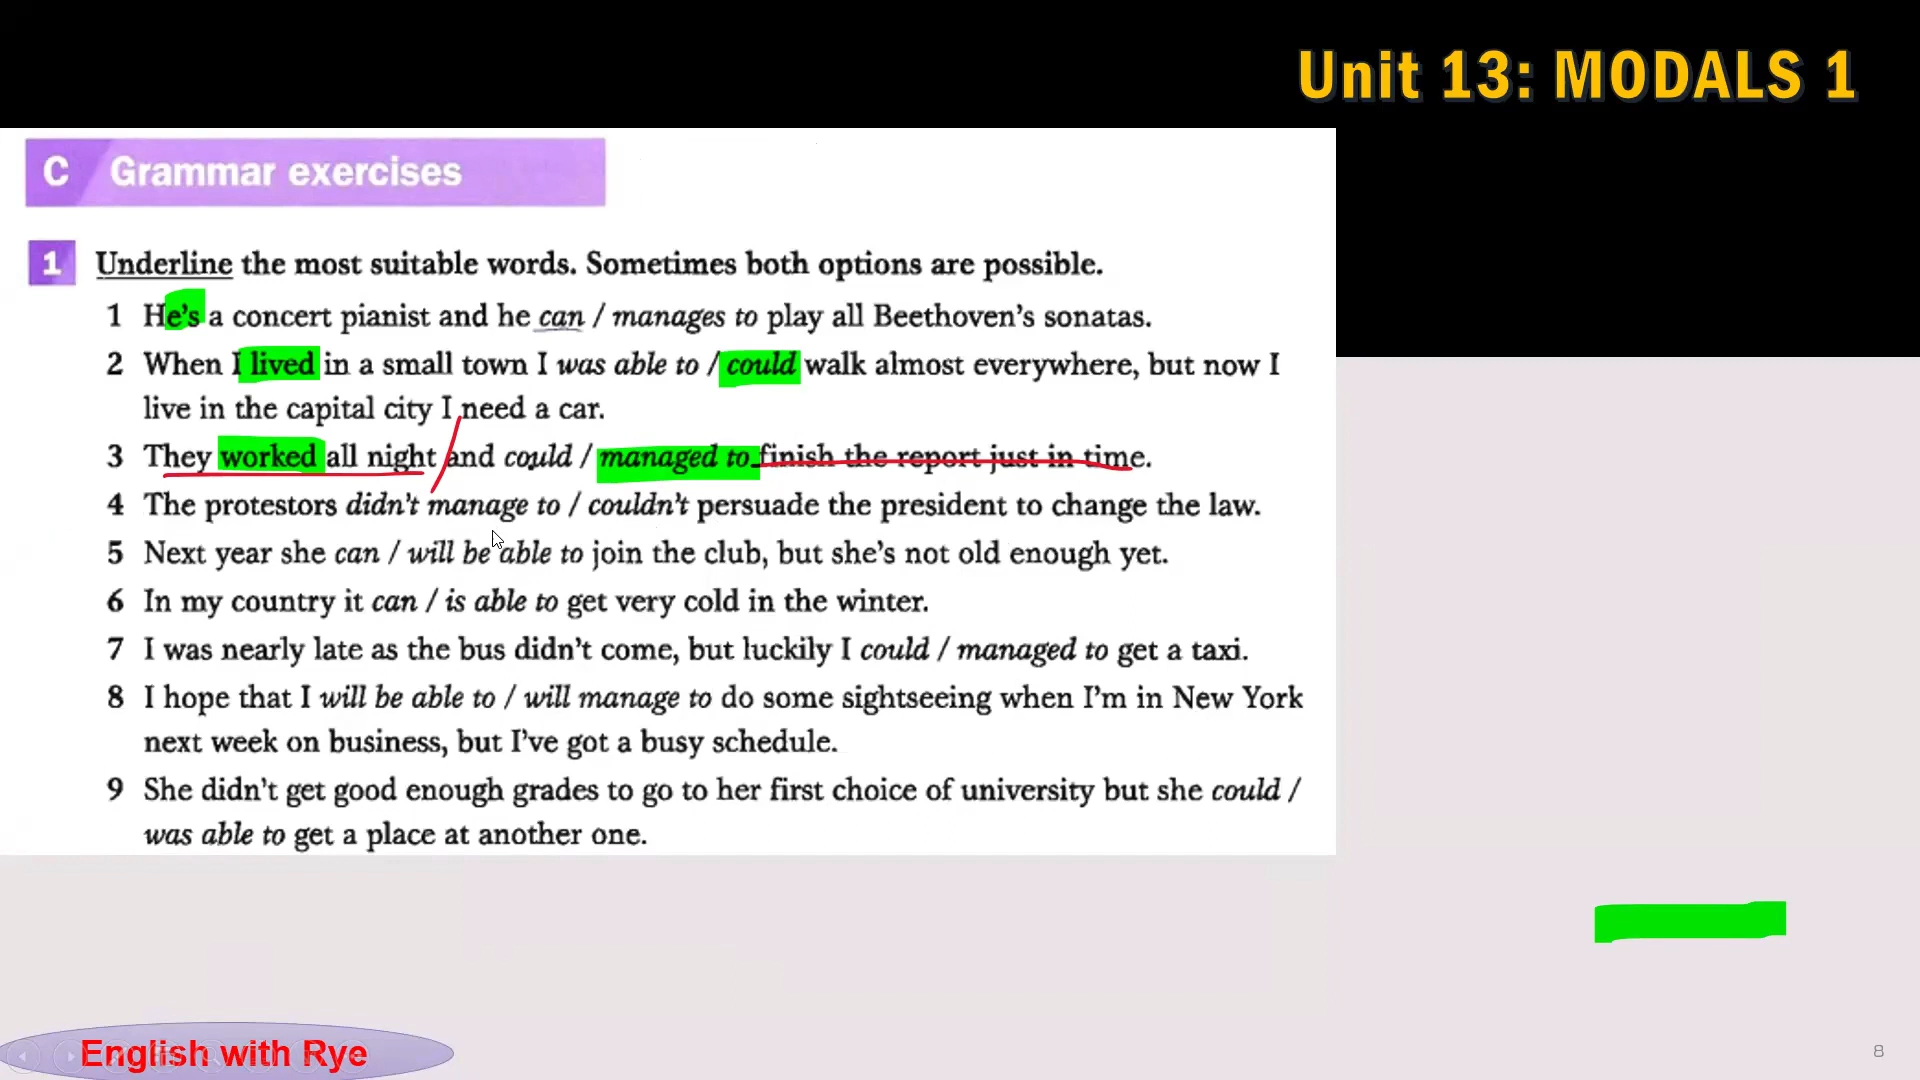 Unit 13: MODALS 1
C Grammar exercises
1 Underline the most suitable words. Sometimes both options are possible.
1 He's a concert pianist and he can / manages to play all Beethoven's sonatas.
2 When I lived in a small town I was able to / could walk almost everywhere, but now I
live in the capital city I need a car.
3 They worked all night and could / managed to finish the report just in time.
4 The protestors didn't manage to / couldn't persuade the president to change the law.
5 Next year she can / will be able to join the club, but she's not old enough yet.
6 In my country it can / is able to get very cold in the winter.
7 I was nearly late as the bus didn't come, but luckily I could / managed to get a taxi.
8 I hope that I will be able to / will manage to do some sightseeing when I'm in New York
next week on business, but I've got a busy schedule.
9 She didn't get good enough grades to go to her first choice of university but she could /
was able to get a place at another one.
English with Rye
8